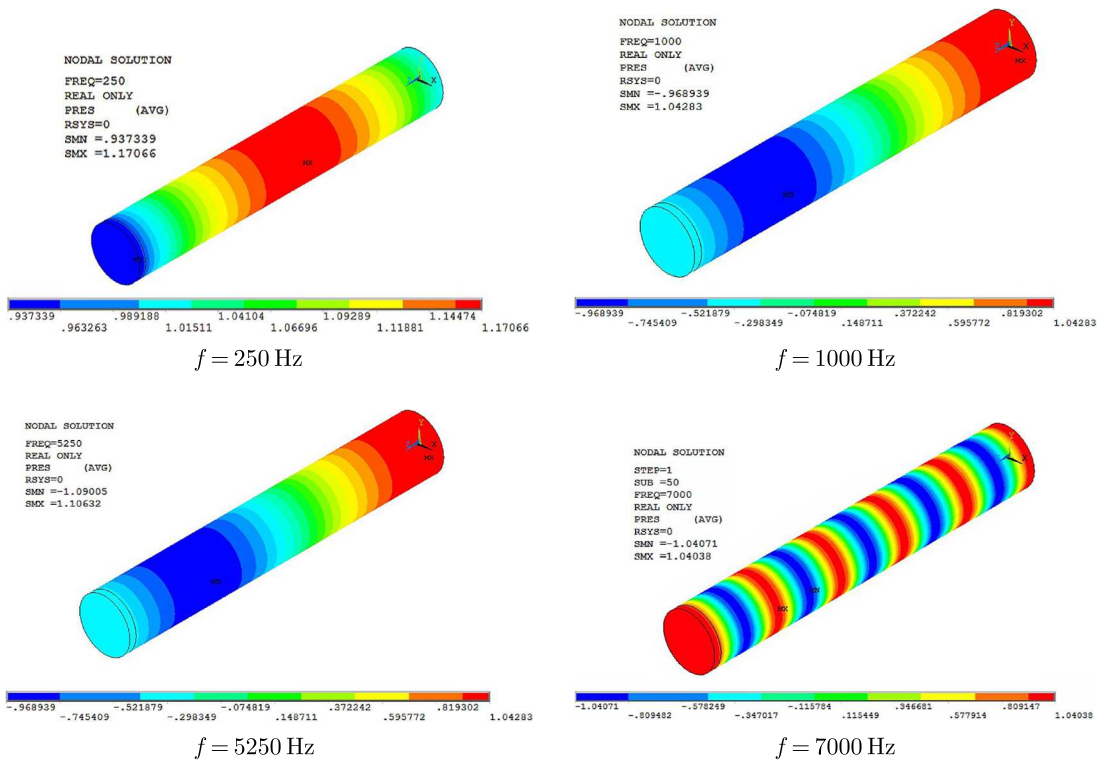 NODAL SOLUTION
FREQ=250
REAL ONLY
PRES (AVG)
RSYS=0
SMN =.937339
SMX =1.17066
MX
X
.937339 .989188 1.04104 1.09289 1.14474
.963263 1.01511 1.06696 1.11881 1.17066
f = 250 Hz
NODAL SOLUTION
FREQ=1000
REAL ONLY
PRES (AVG)
RSYS=0
SMN =-.968939
SMX =1.04283
Y
Z
MX
-.968939 -.521879 -.074819 .372242 .819302
-.745409 -.298349 .148711 .595772 1.04283
f = 1000 Hz
NODAL SOLUTION
FREQ=5250
REAL ONLY
PRES (AVG)
RSYS=0
SMN =-1.09005
SMX =1.10632
Y
Z X
MX
-.968939 -.521879 -.074819 .372242 .819302
-.745409 -.298349 .148711 .595772 1.04283
f = 5250 Hz
NODAL SOLUTION
STEP=1
SUB =50
FREQ=7000
REAL ONLY
PRES (AVG)
RSYS=0
SMN =-1.04071
SMX =1.04038
Y
X
MX
-1.04071 -.578249 -.115784 .346681 .809147
-.809482 -.347017 .115449 .577914 1.04038
f = 7000 Hz